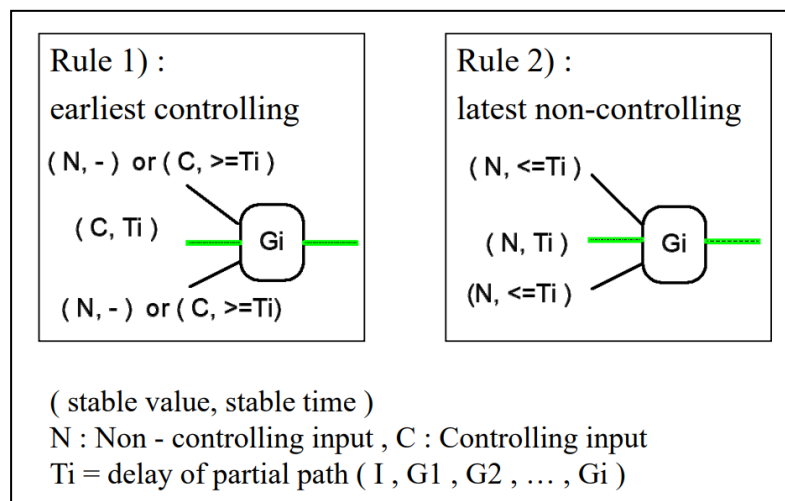 Rule 1) :
earliest controlling
( N, - ) or ( C, >=Ti )
( C, Ti )
Gi
( N, - ) or ( C, >=Ti)
Rule 2) :
latest non-controlling
( N, <=Ti )
( N, Ti )
Gi
(N, <=Ti )
( stable value, stable time )
N : Non - controlling input , C : Controlling input
Ti = delay of partial path ( I , G1 , G2 , ... , Gi )